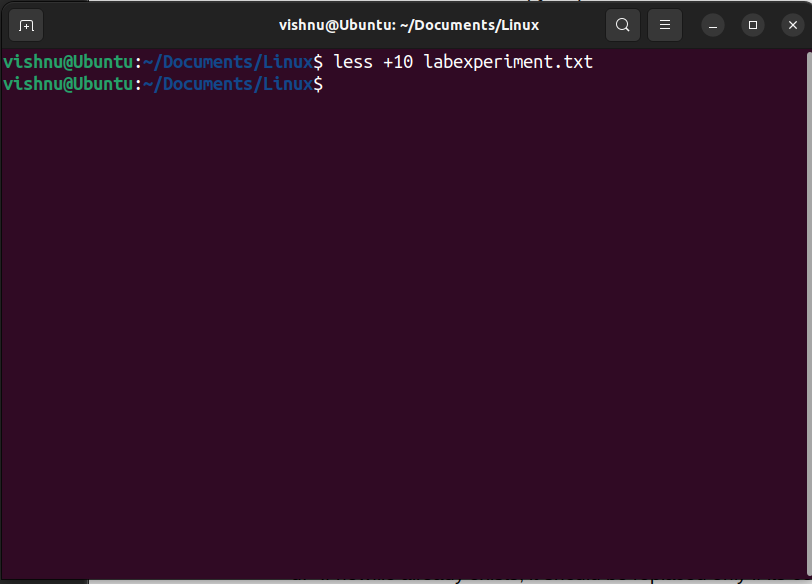 vishnu@Ubuntu: ~/Documents/Linux
vishnu@Ubuntu:~/Documents/Linux$ less +10 labexperiment.txt
vishnu@Ubuntu:~/Documents/Linux$